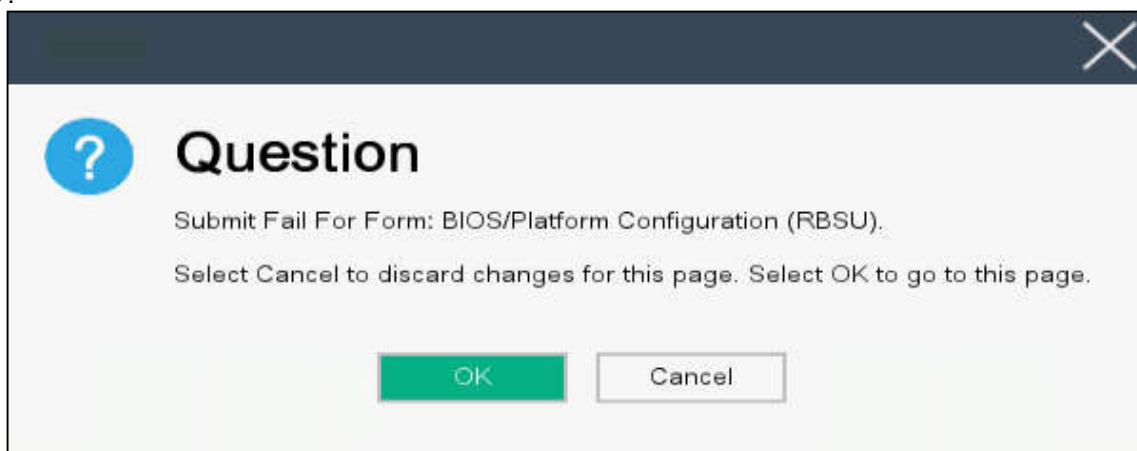 Question
Submit Fail For Form: BIOS/Platform Configuration (RBSU).
Select Cancel to discard changes for this page. Select OK to go to this page.
OK
Cancel